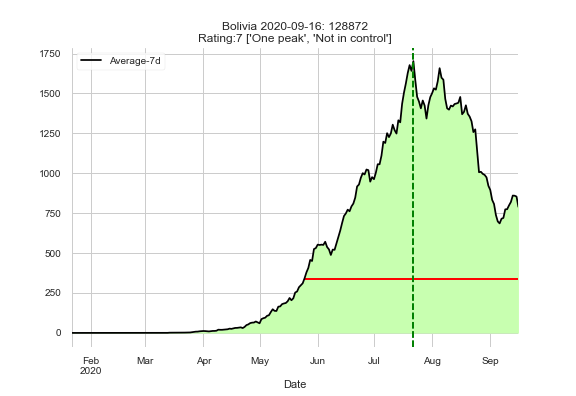 Bolivia 2020-09-16: 128872
Rating:7 ['One peak', 'Not in control']
Average-7d
1750
1500
1250
1000
750
500
250
0
Feb Mar Apr May Jun Jul Aug Sep
2020
Date